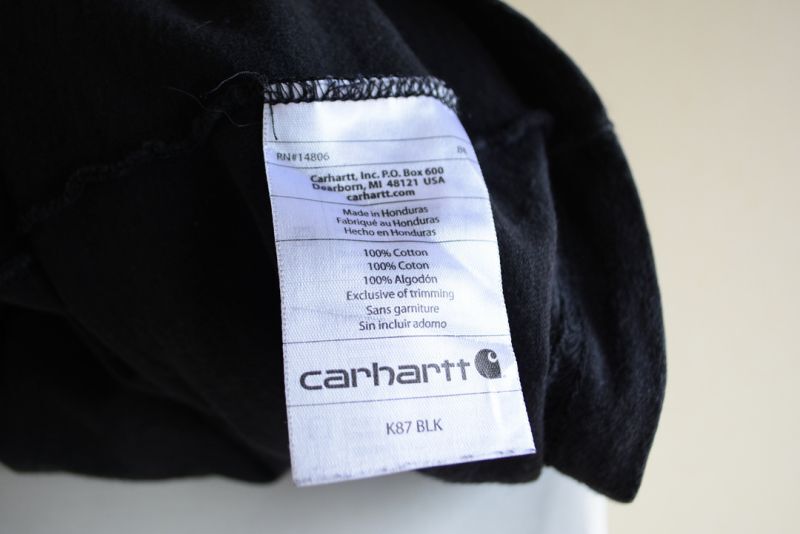 RN#14806
Carhartt, Inc. P.O. Box 600
Dearborn, MI 48121 USA
carhartt.com
Made in Honduras
Fabriqué au Honduras
Hecho en Honduras
100% Cotton
100% Coton
100% Algodón
Exclusive of trimming
Sans garniture
Sin incluir adorno
carhartt
K87 BLK